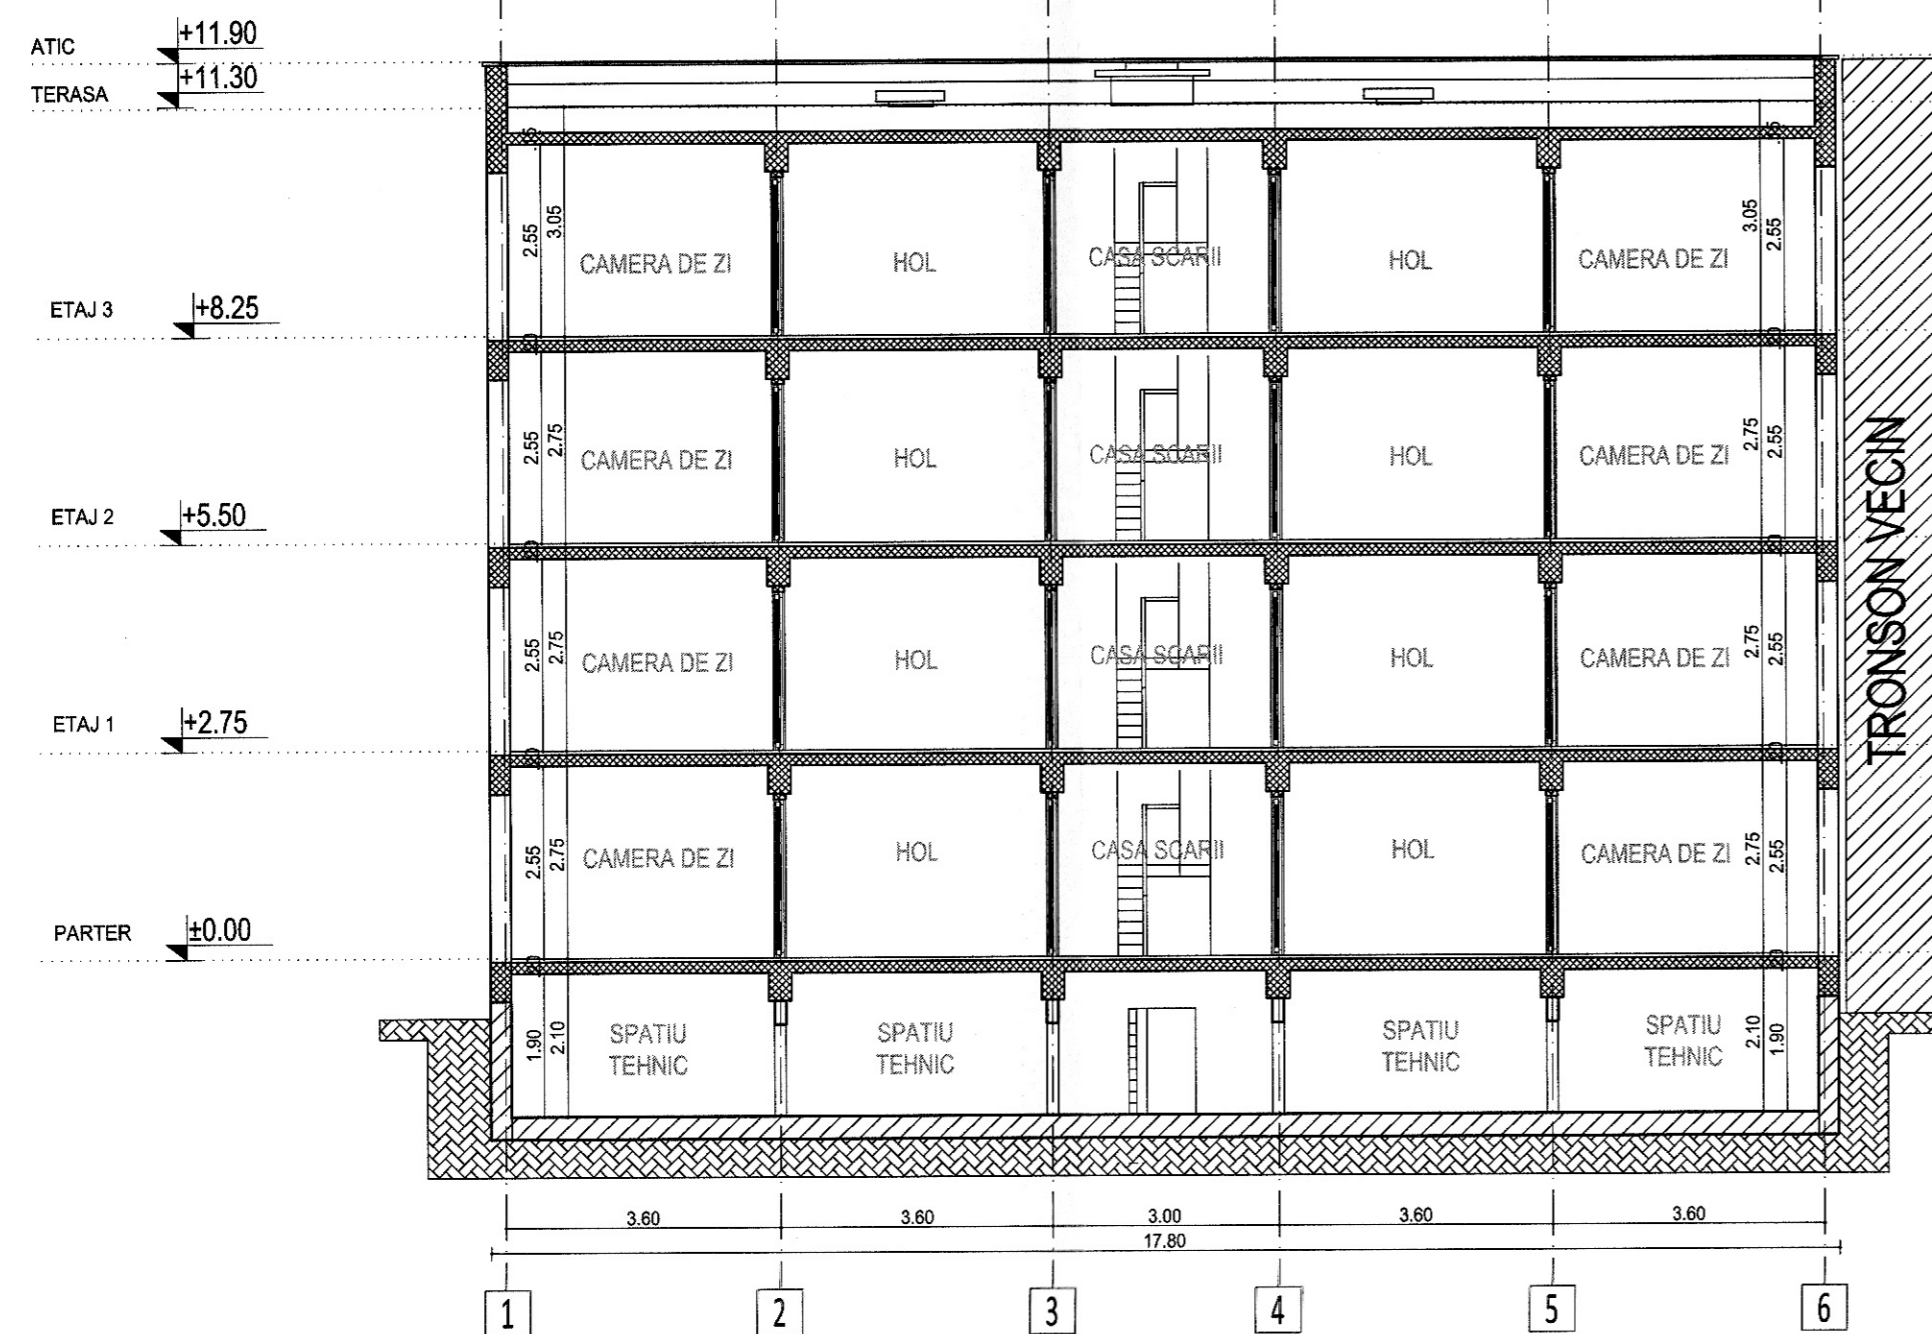 ATIC +11.90
TERASA +11.30
.15 .15
2.55 3.05 CAMERA DE ZI HOL CASA SCARII HOL CAMERA DE ZI 3.05 2.55
ETAJ 3 +8.25
2.55 2.75 CAMERA DE ZI HOL CASA SCARII HOL CAMERA DE ZI 2.75 2.55
ETAJ 2 +5.50
2.55 2.75 CAMERA DE ZI HOL CASA SCARII HOL CAMERA DE ZI 2.75 2.55
ETAJ 1 +2.75
2.55 2.75 CAMERA DE ZI HOL CASA SCARII HOL CAMERA DE ZI 2.75 2.55
PARTER ±0.00
1.90 2.10 SPATIU TEHNIC SPATIU TEHNIC SPATIU TEHNIC SPATIU TEHNIC 2.10 1.90
TRONSON VECIN
3.60 3.60 3.00 3.60 3.60
17.80
1 2 3 4 5 6